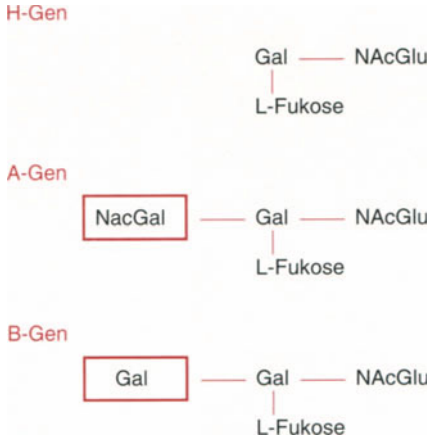 H-Gen
Gal NAcGlu
L-Fukose
A-Gen
NacGal Gal NAcGlu
L-Fukose
B-Gen
Gal Gal NAcGlu
L-Fukose